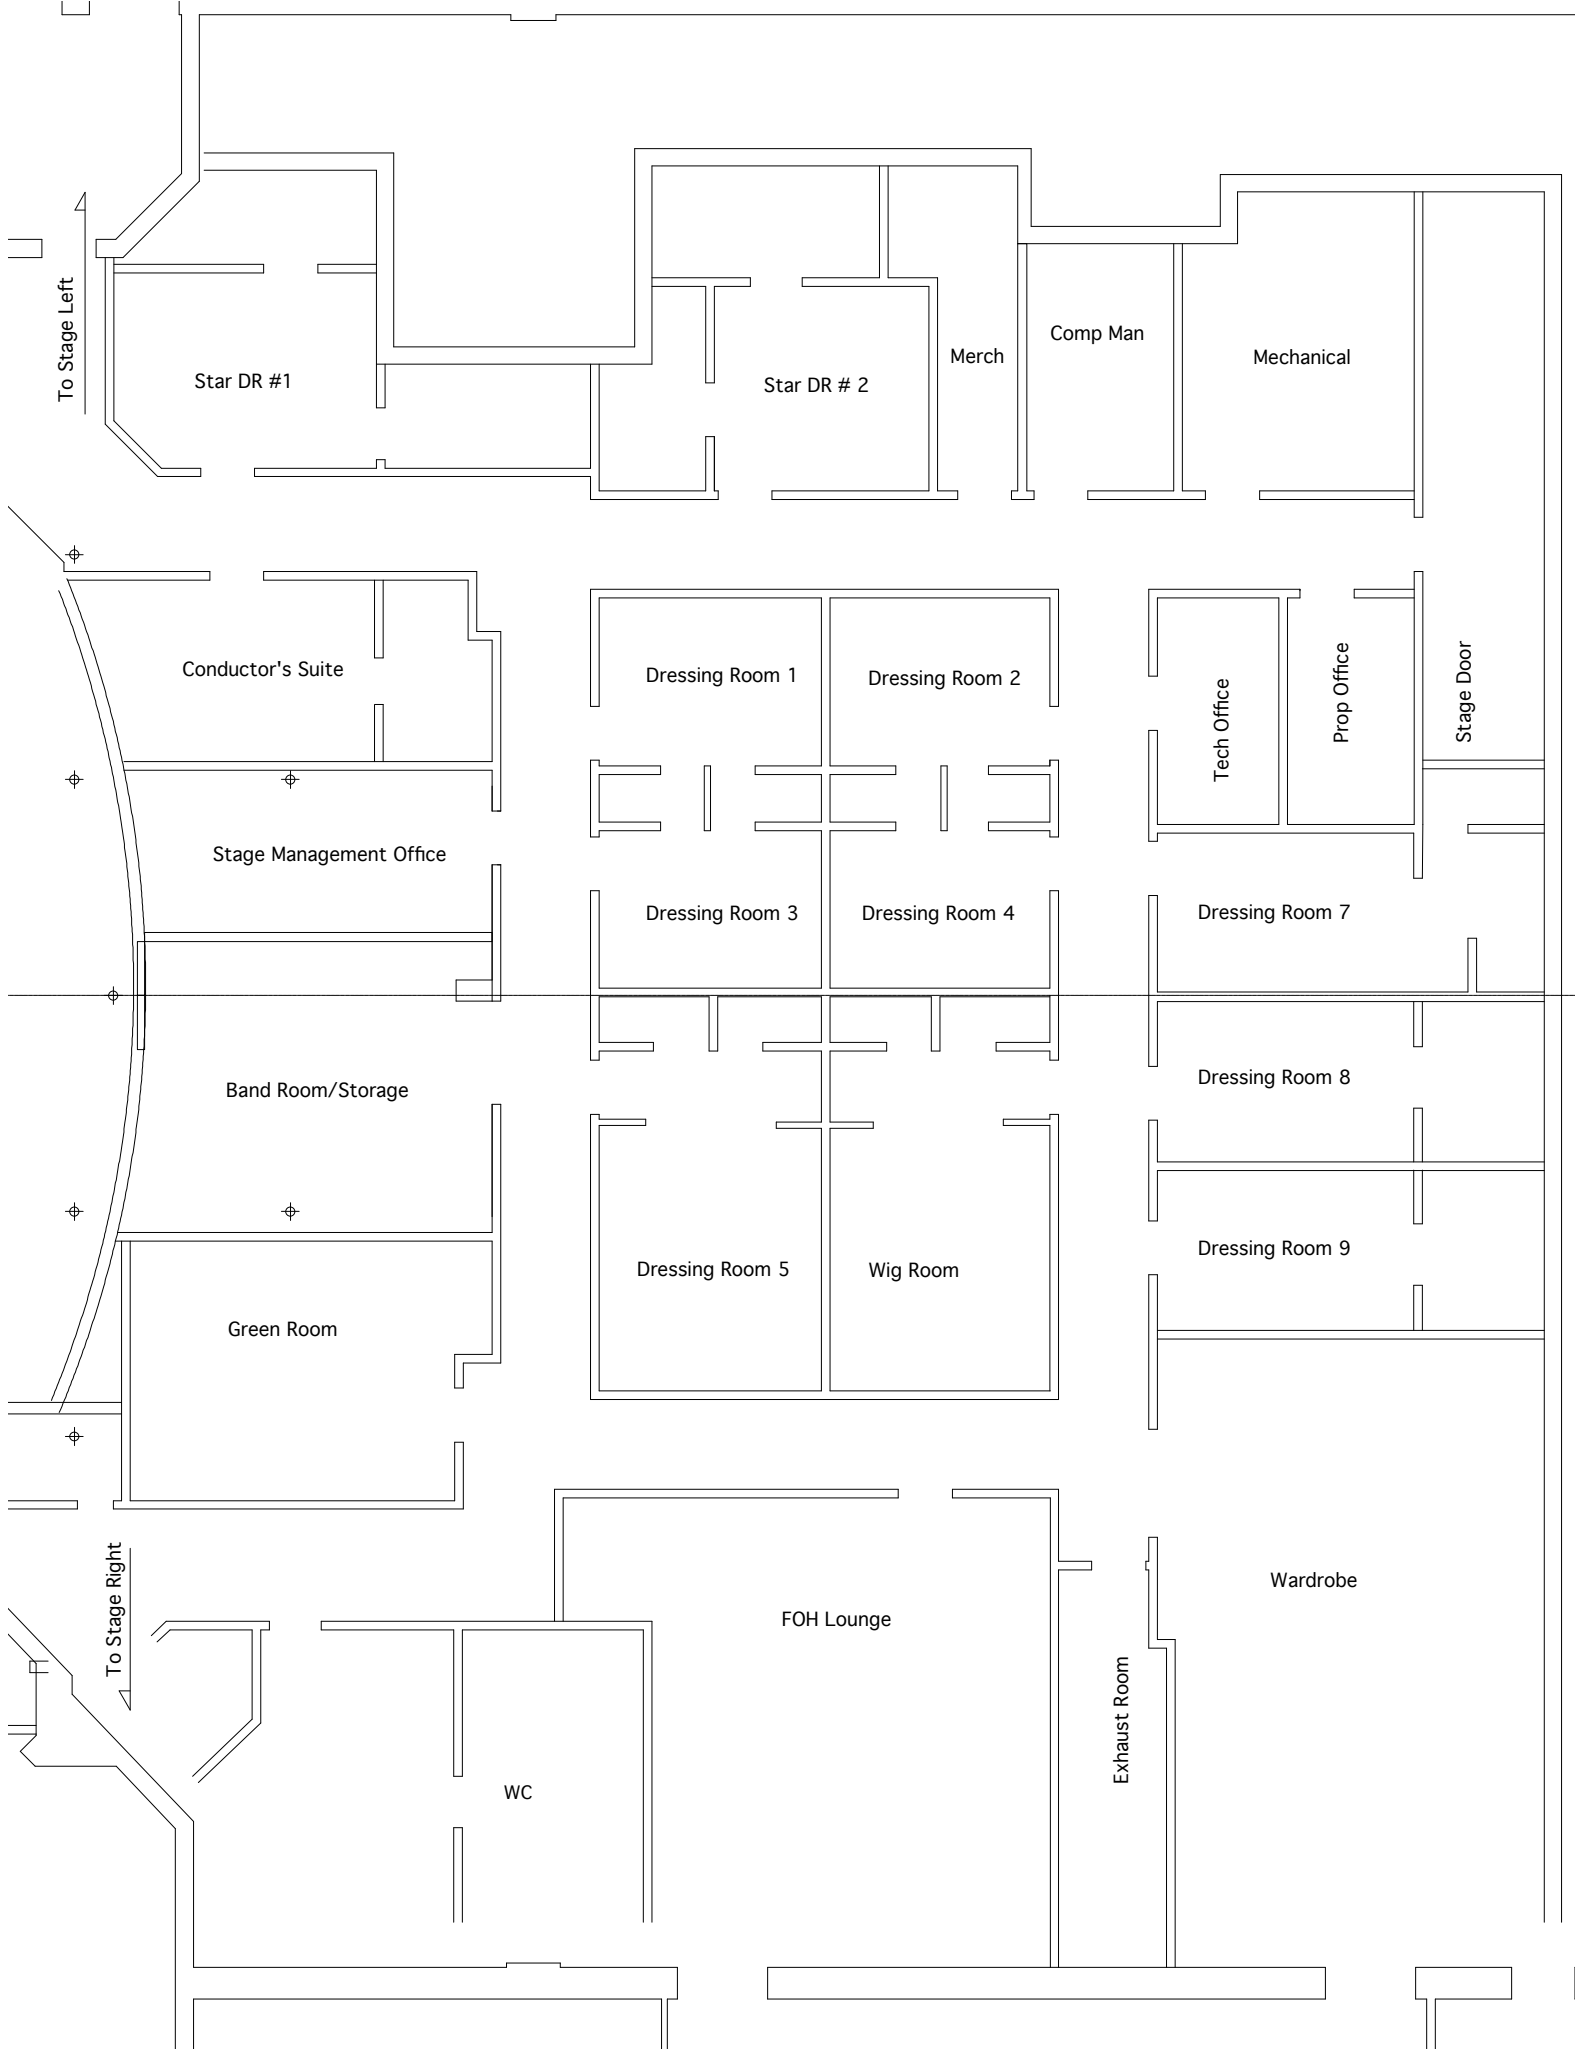 To Stage Left
Star DR #1
Star DR # 2
Merch
Comp Man
Mechanical
Conductor's Suite
Dressing Room 1
Dressing Room 2
Tech Office
Prop Office
Stage Door
Stage Management Office
Dressing Room 3
Dressing Room 4
Dressing Room 7
Band Room/Storage
Dressing Room 8
Dressing Room 5
Wig Room
Dressing Room 9
Green Room
To Stage Right
FOH Lounge
Exhaust Room
Wardrobe
WC